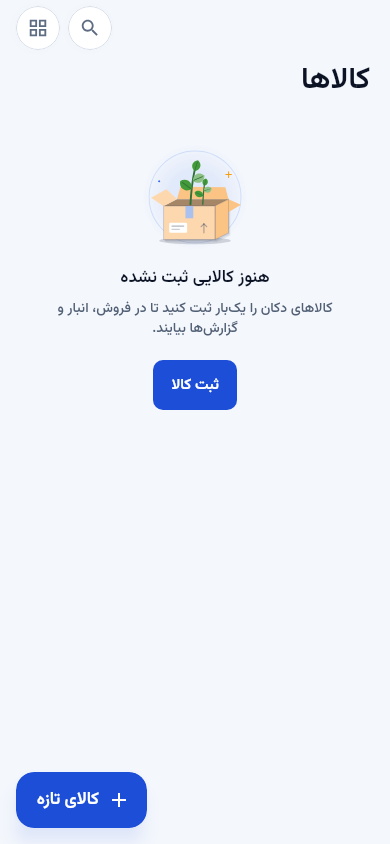 کالاها
هنوز کالایی ثبت نشده
کالاهای دکان را یک‌بار ثبت کنید تا در فروش، انبار و
گزارش‌ها بیایند.
ثبت کالا
کالای تازه